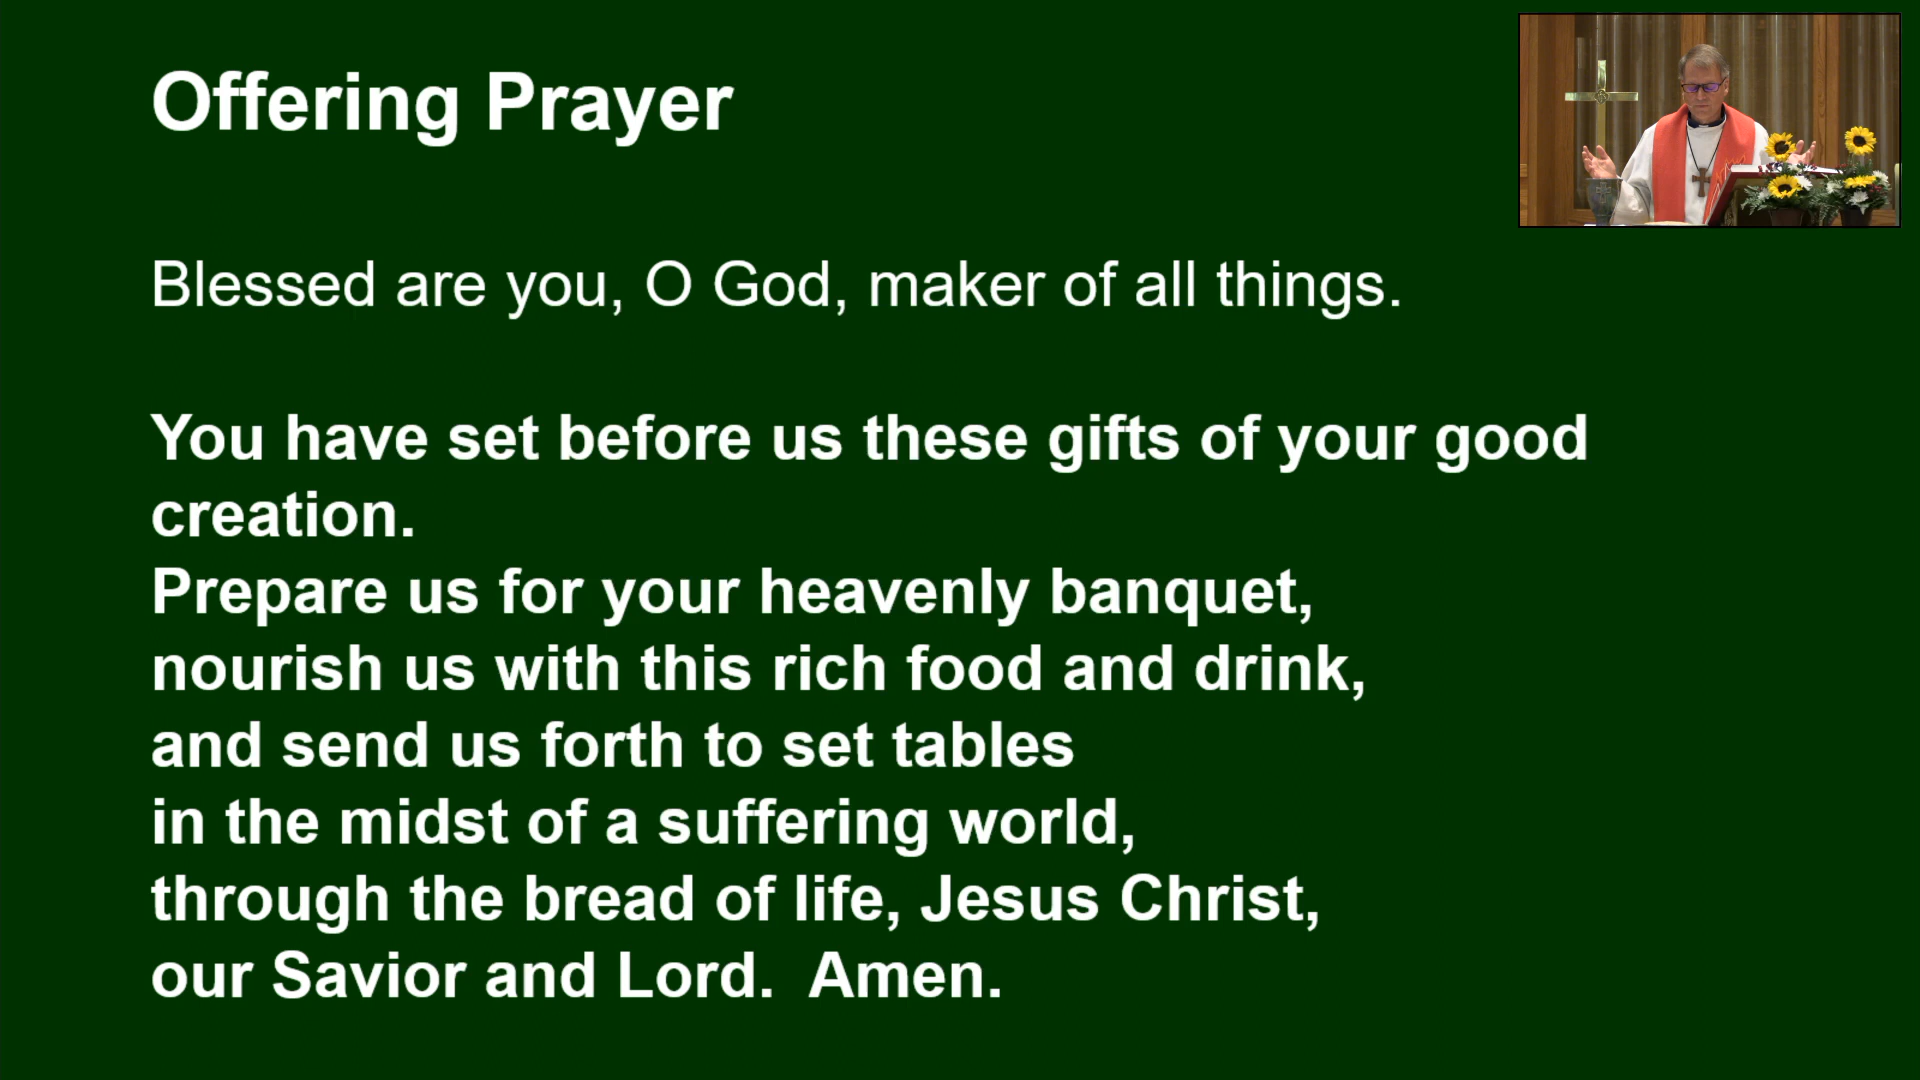 Offering Prayer
Blessed are you, O God, maker of all things.
You have set before us these gifts of your good
creation.
Prepare us for your heavenly banquet,
nourish us with this rich food and drink,
and send us forth to set tables
in the midst of a suffering world,
through the bread of life, Jesus Christ,
our Savior and Lord.  Amen.